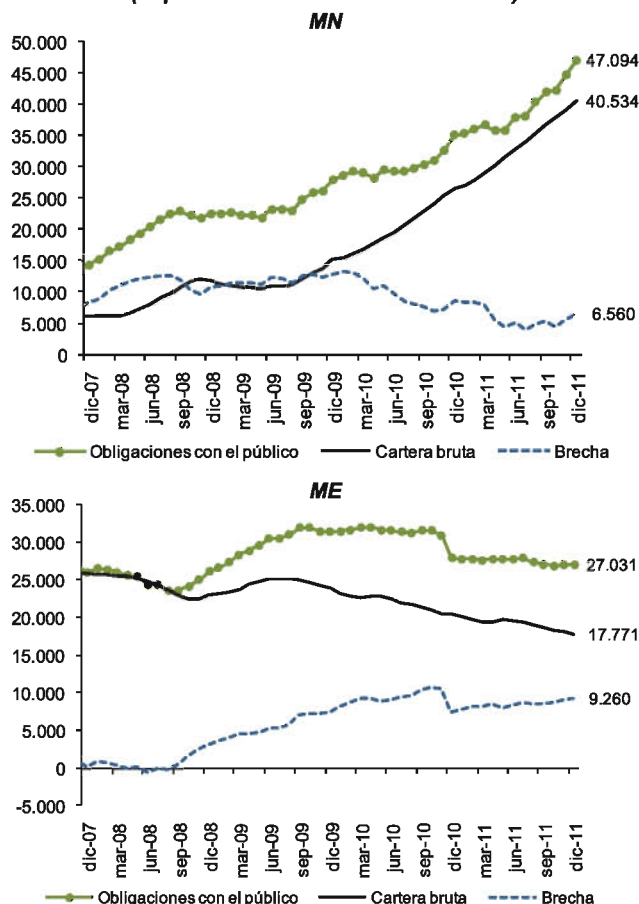 MN
50.000
45.000
40.000
35.000
30.000
25.000
20.000
15.000
10.000
5.000
0
47.094
40.534
6.560
dic-07
mar-08
jun-08
sep-08
dic-08
mar-09
jun-09
sep-09
dic-09
mar-10
jun-10
sep-10
dic-10
mar-11
jun-11
sep-11
dic-11
Obligaciones con el público Cartera bruta Brecha
ME
35.000
30.000
25.000
20.000
15.000
10.000
5.000
0
-5.000
27.031
17.771
9.260
dic-07
mar-08
jun-08
sep-08
dic-08
mar-09
jun-09
sep-09
dic-09
mar-10
jun-10
sep-10
dic-10
mar-11
jun-11
sep-11
dic-11
Obligaciones con el público Cartera bruta Brecha